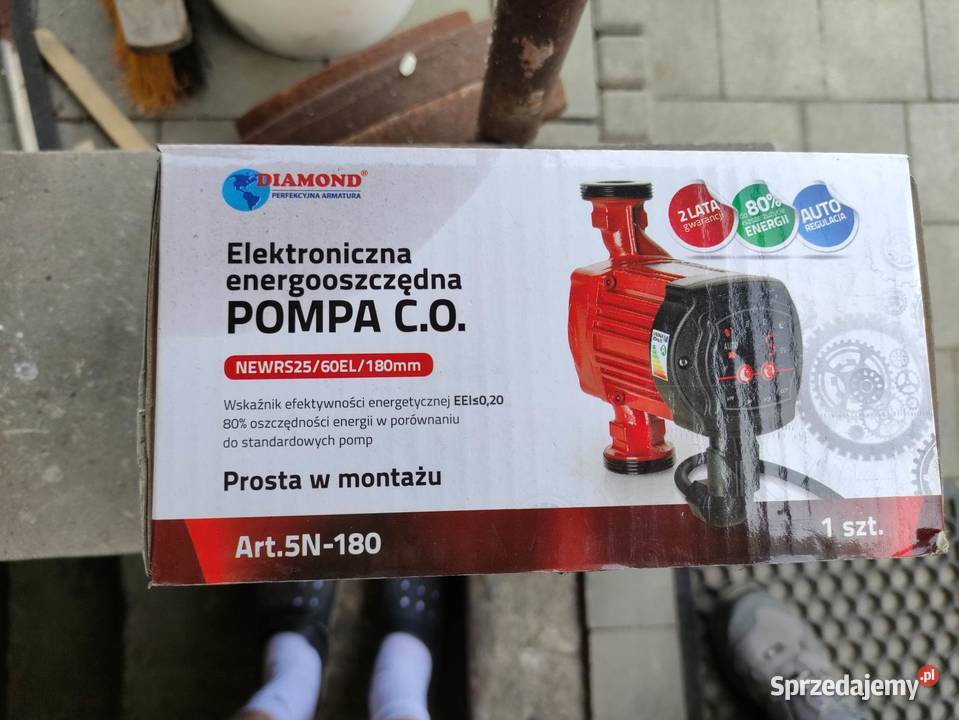 DIAMOND®
PERFEKCYJNA ARMATURA
2 LATA
gwarancji
80%
ENERGII
AUTO
REGULACJA
Elektroniczna
energooszczędna
POMPA C.O.
NEWRS25/60EL/180mm
Wskaźnik efektywności energetycznej EEI≤0,20
80% oszczędności energii w porównaniu
do standardowych pomp
Prosta w montażu
Art.5N-180
1 szt.
Sprzedajemy.pl